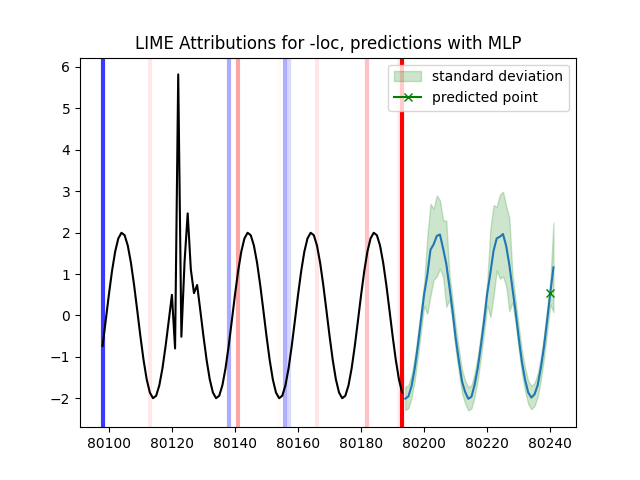 LIME Attributions for -loc, predictions with MLP
standard deviation
predicted point
6
5
4
3
2
1
0
−1
−2
80100 80120 80140 80160 80180 80200 80220 80240